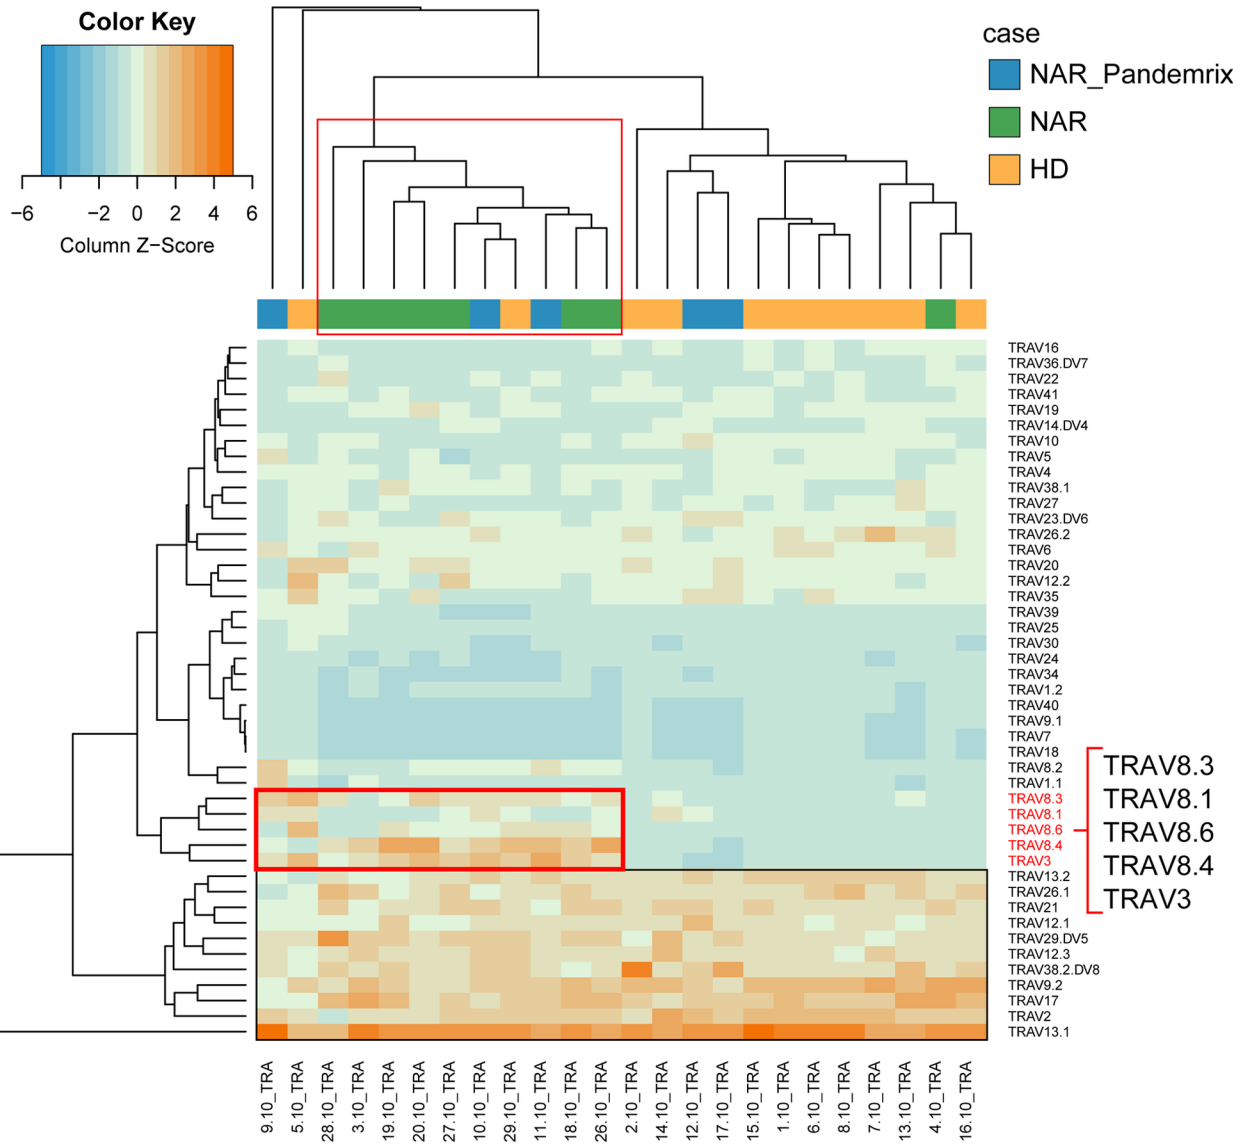 Color Key
−6
−2
0
2
4
6
Column Z−Score
case
NAR_Pandemrix
NAR
HD
TRAV16
TRAV36.DV7
TRAV22
TRAV41
TRAV19
TRAV14.DV4
TRAV10
TRAV5
TRAV4
TRAV38.1
TRAV27
TRAV23.DV6
TRAV26.2
TRAV6
TRAV20
TRAV12.2
TRAV35
TRAV39
TRAV25
TRAV30
TRAV24
TRAV34
TRAV1.2
TRAV40
TRAV9.1
TRAV7
TRAV18
TRAV8.2
TRAV1.1
TRAV8.3
TRAV8.1
TRAV8.6
TRAV8.4
TRAV3
TRAV13.2
TRAV26.1
TRAV21
TRAV12.1
TRAV29.DV5
TRAV12.3
TRAV38.2.DV8
TRAV9.2
TRAV17
TRAV2
TRAV13.1
TRAV8.3
TRAV8.1
TRAV8.6
TRAV8.4
TRAV3
9.10_TRA
5.10_TRA
28.10_TRA
3.10_TRA
19.10_TRA
20.10_TRA
27.10_TRA
10.10_TRA
29.10_TRA
11.10_TRA
18.10_TRA
26.10_TRA
2.10_TRA
14.10_TRA
12.10_TRA
17.10_TRA
15.10_TRA
1.10_TRA
6.10_TRA
8.10_TRA
7.10_TRA
13.10_TRA
4.10_TRA
16.10_TRA